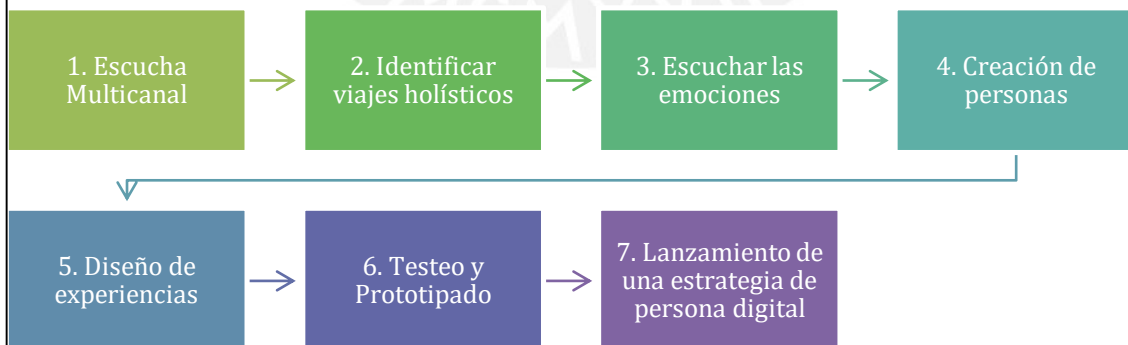 1. Escucha
Multicanal
2. Identificar
viajes holísticos
3. Escuchar las
emociones
4. Creación de
personas
5. Diseño de
experiencias
6. Testeo y
Prototipado
7. Lanzamiento de
una estrategia de
persona digital